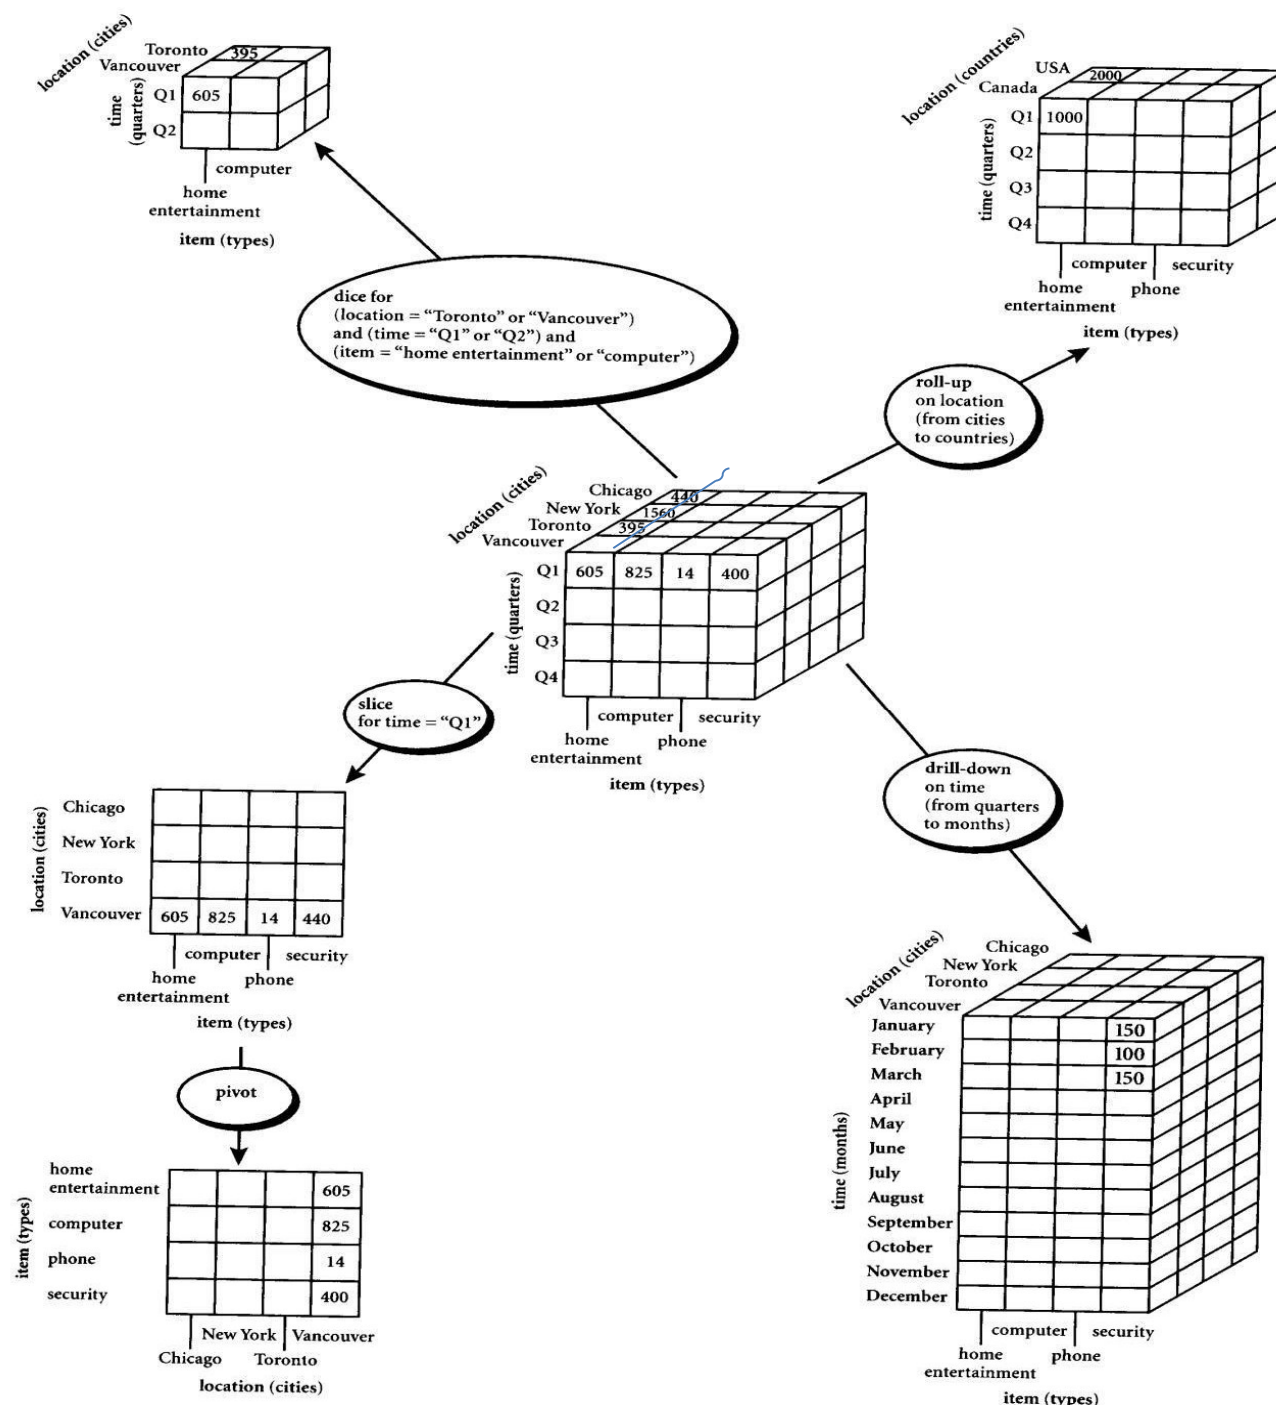 location (cities)
Toronto
Vancouver
395
time
(quarters)
Q1
605
Q2
computer
home
entertainment
item (types)
location (countries)
USA
Canada
2000
time (quarters)
Q1
1000
Q2
Q3
Q4
computer
security
home
entertainment
phone
item (types)
dice for
(location = “Toronto” or “Vancouver”)
and (time = “Q1” or “Q2”) and
(item = “home entertainment” or “computer”)
roll-up
on location
(from cities
to countries)
location (cities)
Chicago
440
New York
1560
Toronto
395
Vancouver
time (quarters)
Q1
605 825 14 400
Q2
Q3
Q4
computer
security
home
entertainment
phone
item (types)
slice
for time = “Q1”
drill-down
on time
(from quarters
to months)
location (cities)
Chicago
New York
Toronto
Vancouver
605 825 14 440
computer
security
home
entertainment
phone
item (types)
pivot
item (types)
home
entertainment
605
computer
825
phone
14
security
400
New York
Vancouver
Chicago
Toronto
location (cities)
location (cities)
Chicago
New York
Toronto
Vancouver
time (months)
January
150
February
100
March
150
April
May
June
July
August
September
October
November
December
computer
security
home
entertainment
phone
item (types)